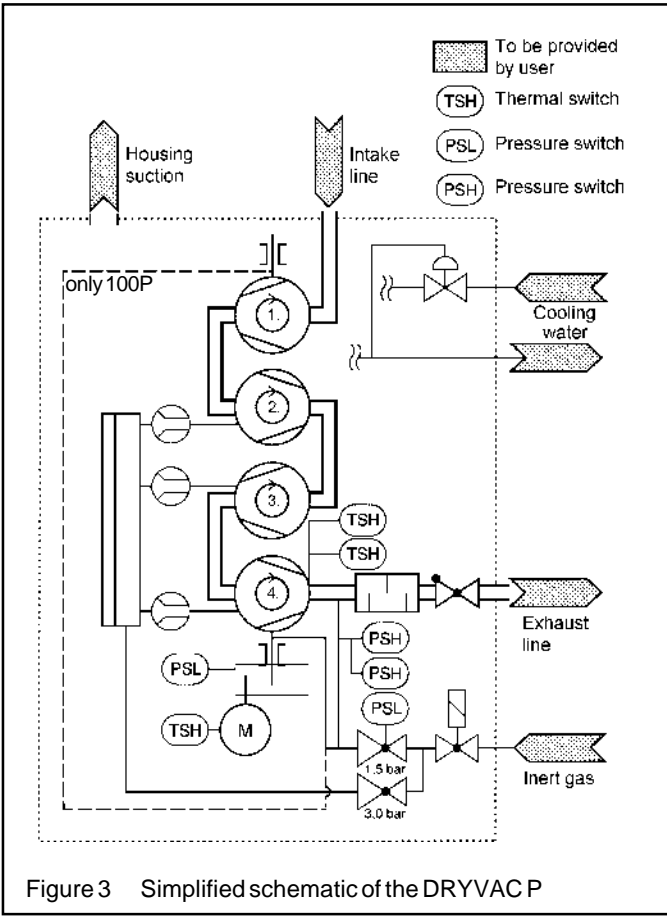 To be provided
by user
TSH Thermal switch
PSL Pressure switch
PSH Pressure switch
Housing
suction
Intake
line
only 100P
Cooling
water
1.
2.
3.
4.
TSH
TSH
Exhaust
line
PSH
PSH
PSL
PSL
TSH
M
1.5 bar
3.0 bar
Inert gas
Figure 3 Simplified schematic of the DRYVAC P